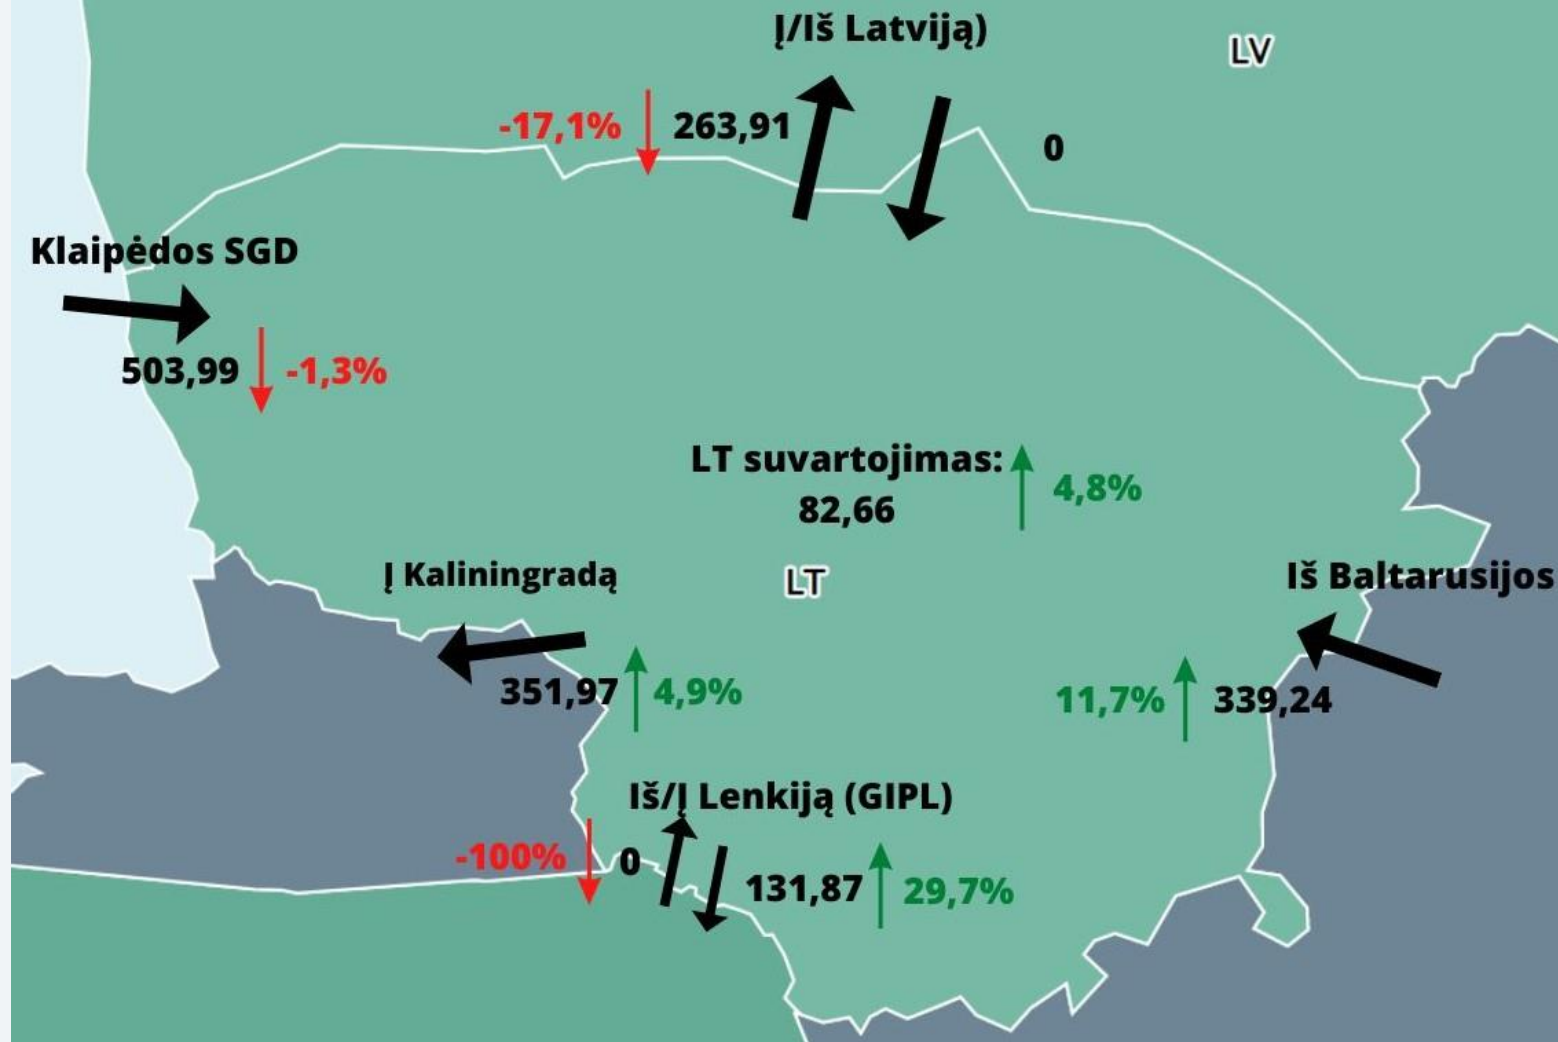 Į/Iš Latviją)
LV
-17,1%
263,91
0
Klaipėdos SGD
503,99
-1,3%
LT suvartojimas:
82,66
4,8%
Į Kaliningradą
LT
Iš Baltarusijos
351,97
4,9%
11,7%
339,24
Iš/Į Lenkiją (GIPL)
-100%
0
131,87
29,7%